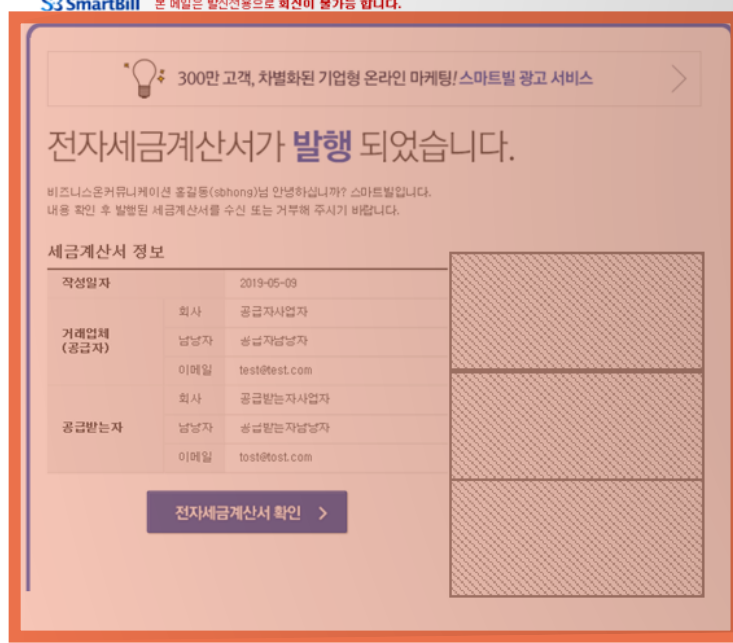 SmartBill 본 메일은 발신전용으로 회신이 불가능 합니다.
300만 고객, 차별화된 기업형 온라인 마케팅! 스마트빌 광고 서비스
전자세금계산서가 발행 되었습니다.
비즈니스온커뮤니케이션 홍길동(sbhong)님 안녕하십니까? 스마트빌입니다.
내용 확인 후 발행된 세금계산서를 수신 또는 거부해 주시기 바랍니다.
세금계산서 정보
작성일자 2019-05-09
거래업체
(공급자)
회사 공급자사업자
담당자 공급자담당자
이메일 test@test.com
공급받는자
회사 공급받는자사업자
담당자 공급받는자담당자
이메일 tost@tost.com
전자세금계산서 확인